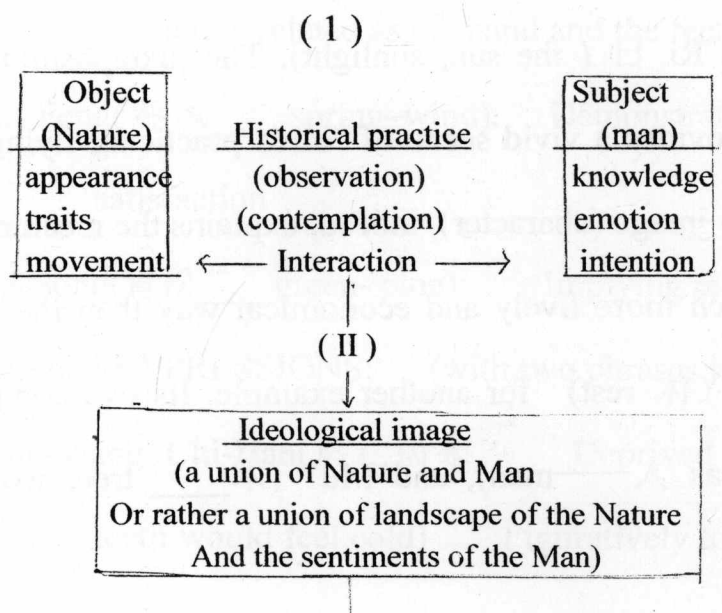 (1)
Object Subject
(Nature) Historical practice (man)
appearance (observation) knowledge
traits (contemplation) emotion
movement Interaction intention
(II)
Ideological image
(a union of Nature and Man
Or rather a union of landscape of the Nature
And the sentiments of the Man)